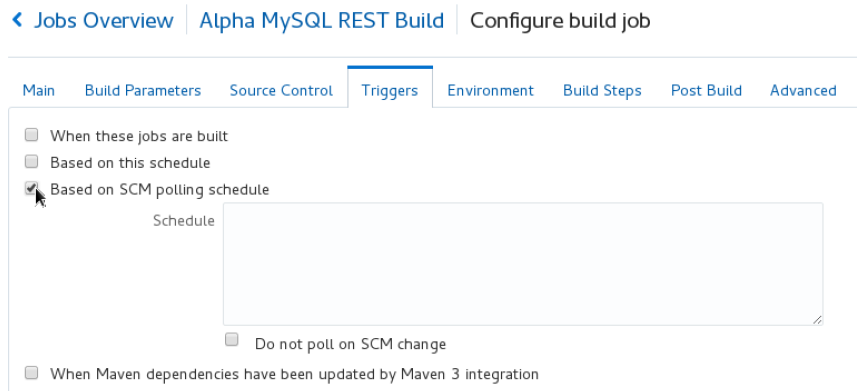 Jobs Overview Alpha MySQL REST Build Configure build job
Main Build Parameters Source Control Triggers Environment Build Steps Post Build Advanced
When these jobs are built
Based on this schedule
Based on SCM polling schedule
Schedule
Do not poll on SCM change
When Maven dependencies have been updated by Maven 3 integration